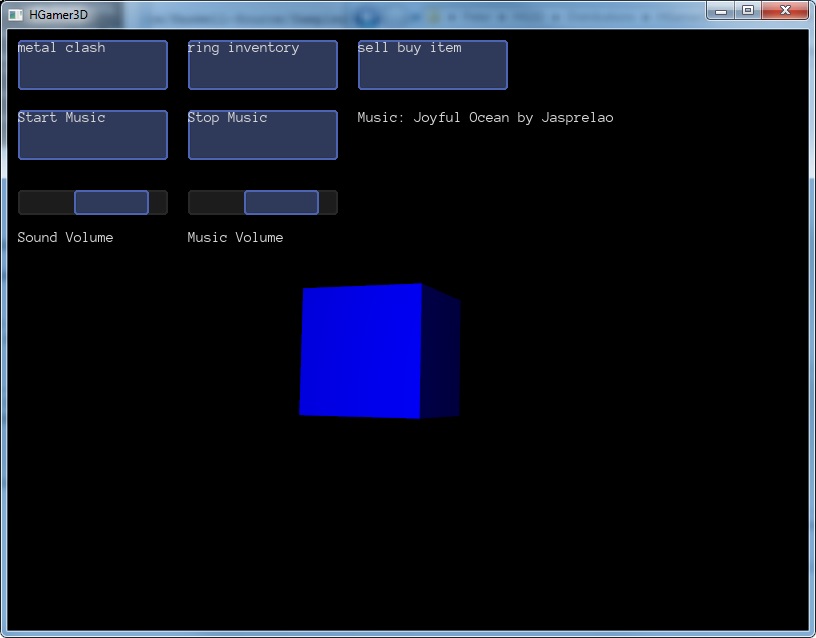 HGamer3D
metal clash
ring inventory
sell buy item
Start Music
Stop Music
Music: Joyful Ocean by Jasprelao
Sound Volume
Music Volume